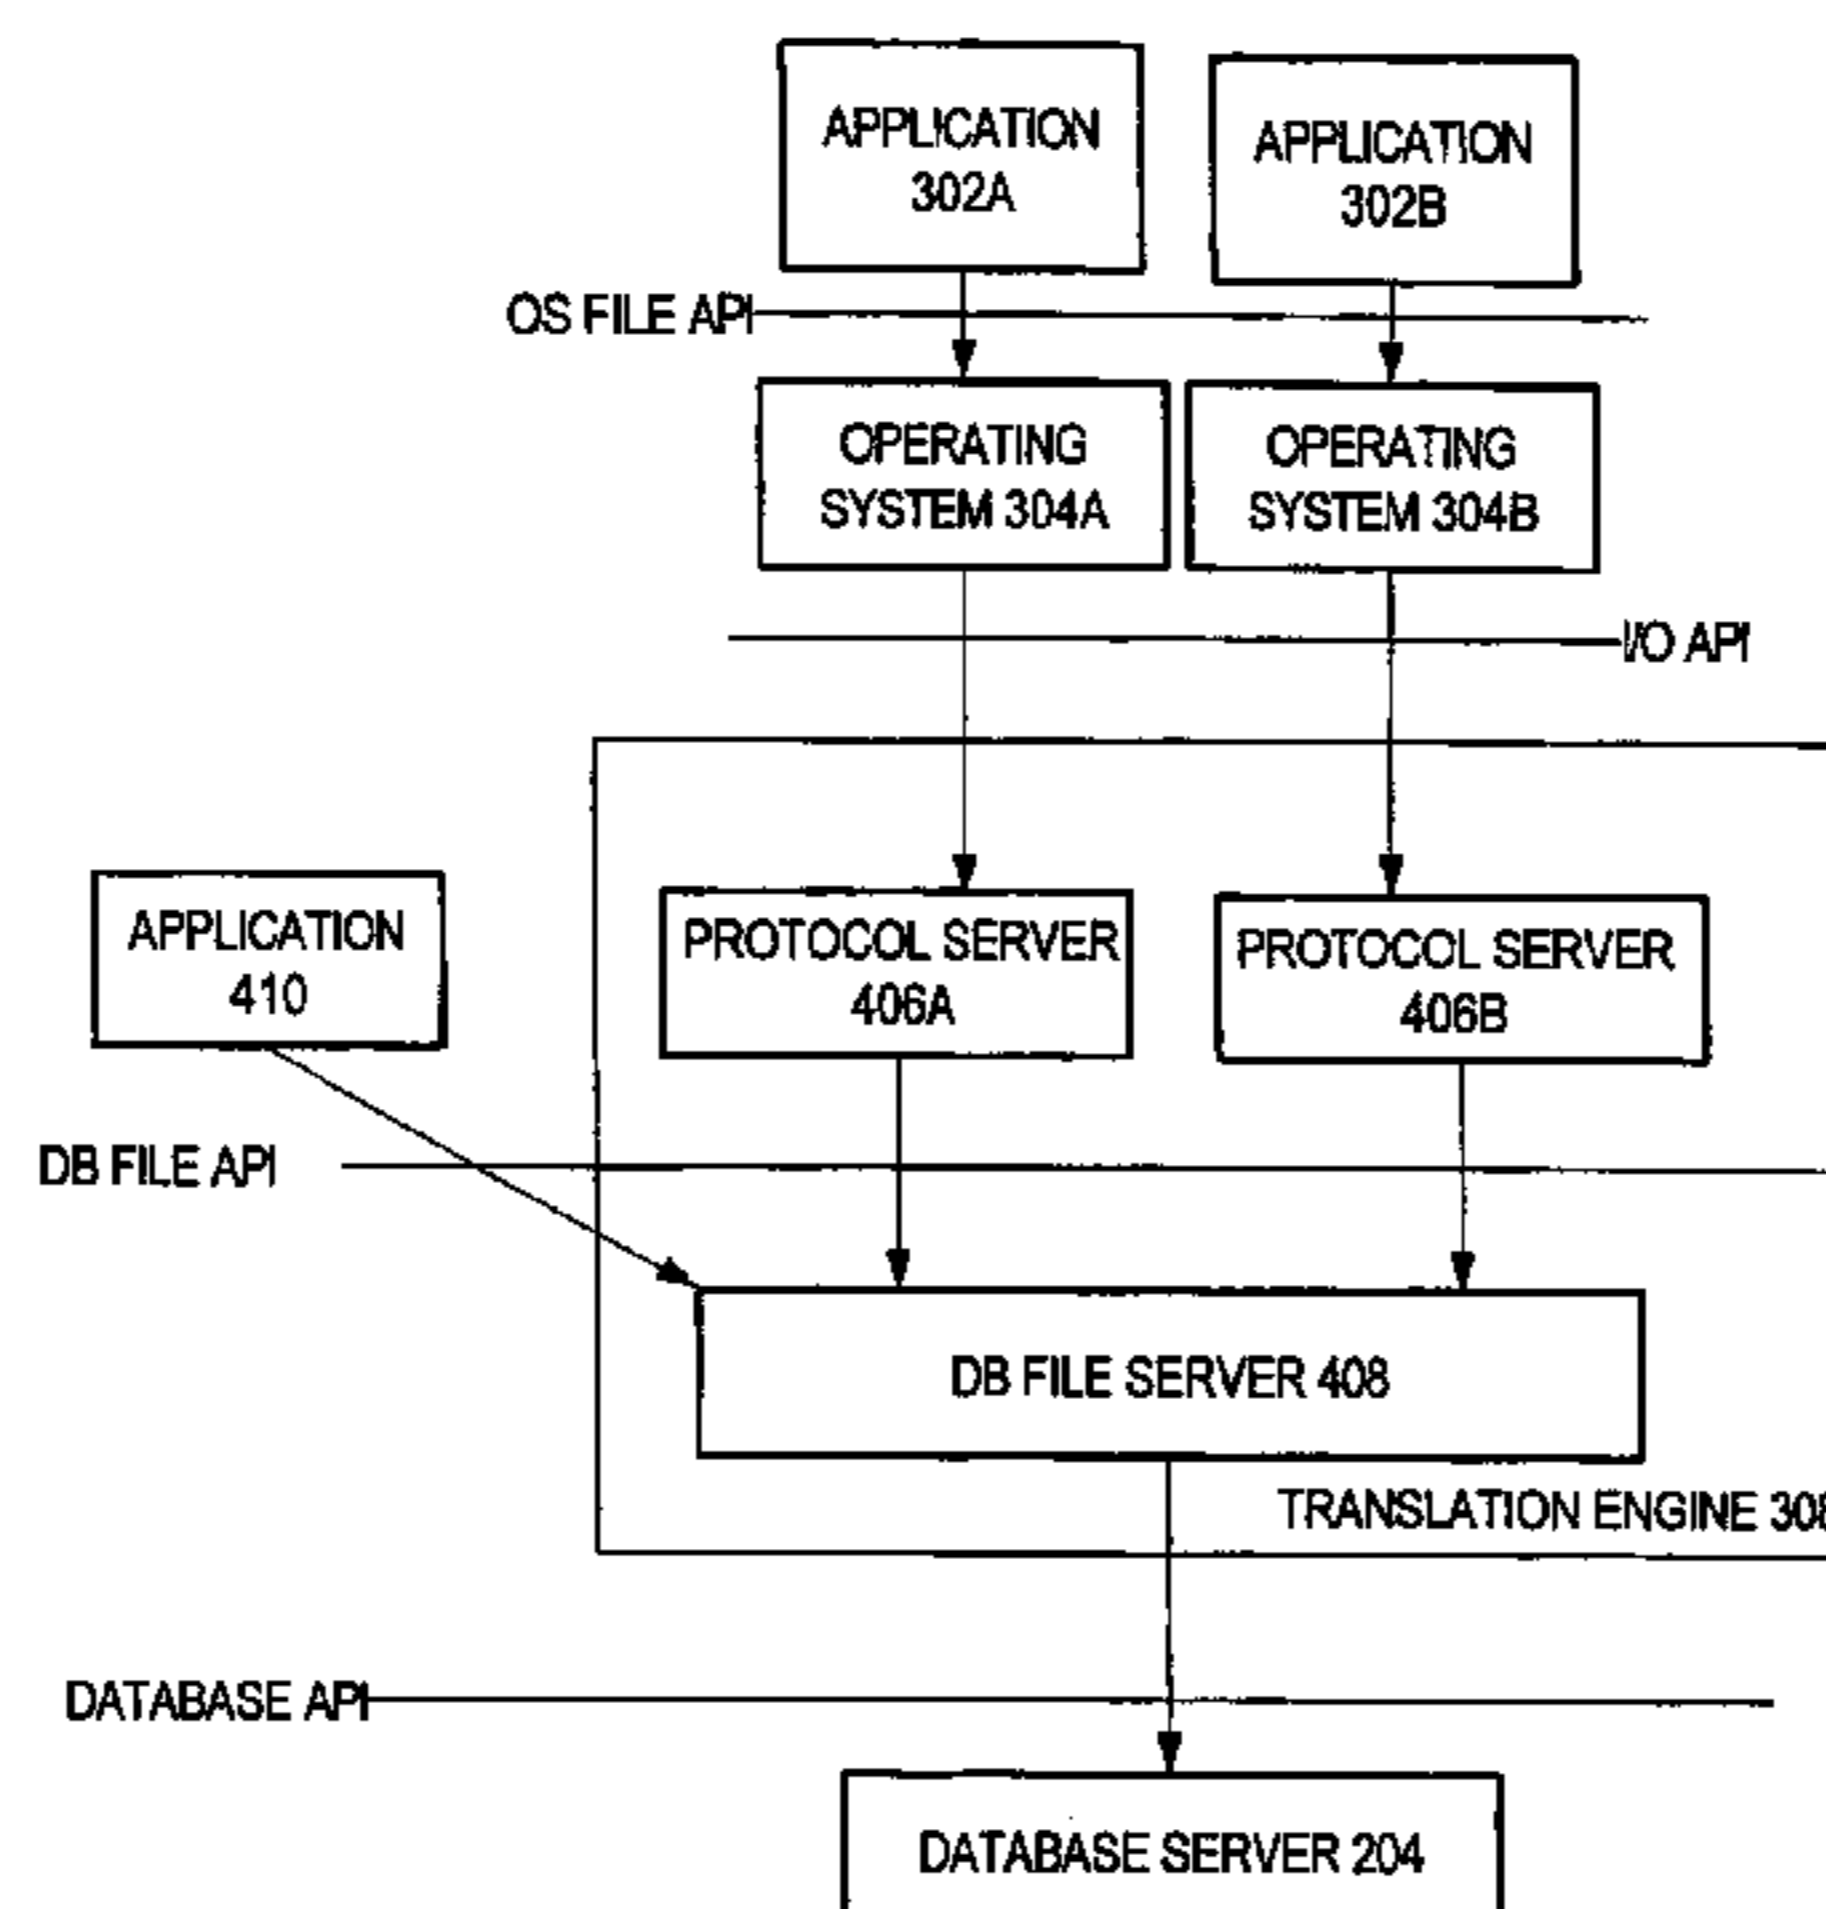 APPLICATION
302A
APPLICATION
302B
OS FILE API
OPERATING
SYSTEM 304A
OPERATING
SYSTEM 304B
I/O API
APPLICATION
410
PROTOCOL SERVER
406A
PROTOCOL SERVER
406B
DB FILE API
DB FILE SERVER 408
TRANSLATION ENGINE 308
DATABASE API
DATABASE SERVER 204